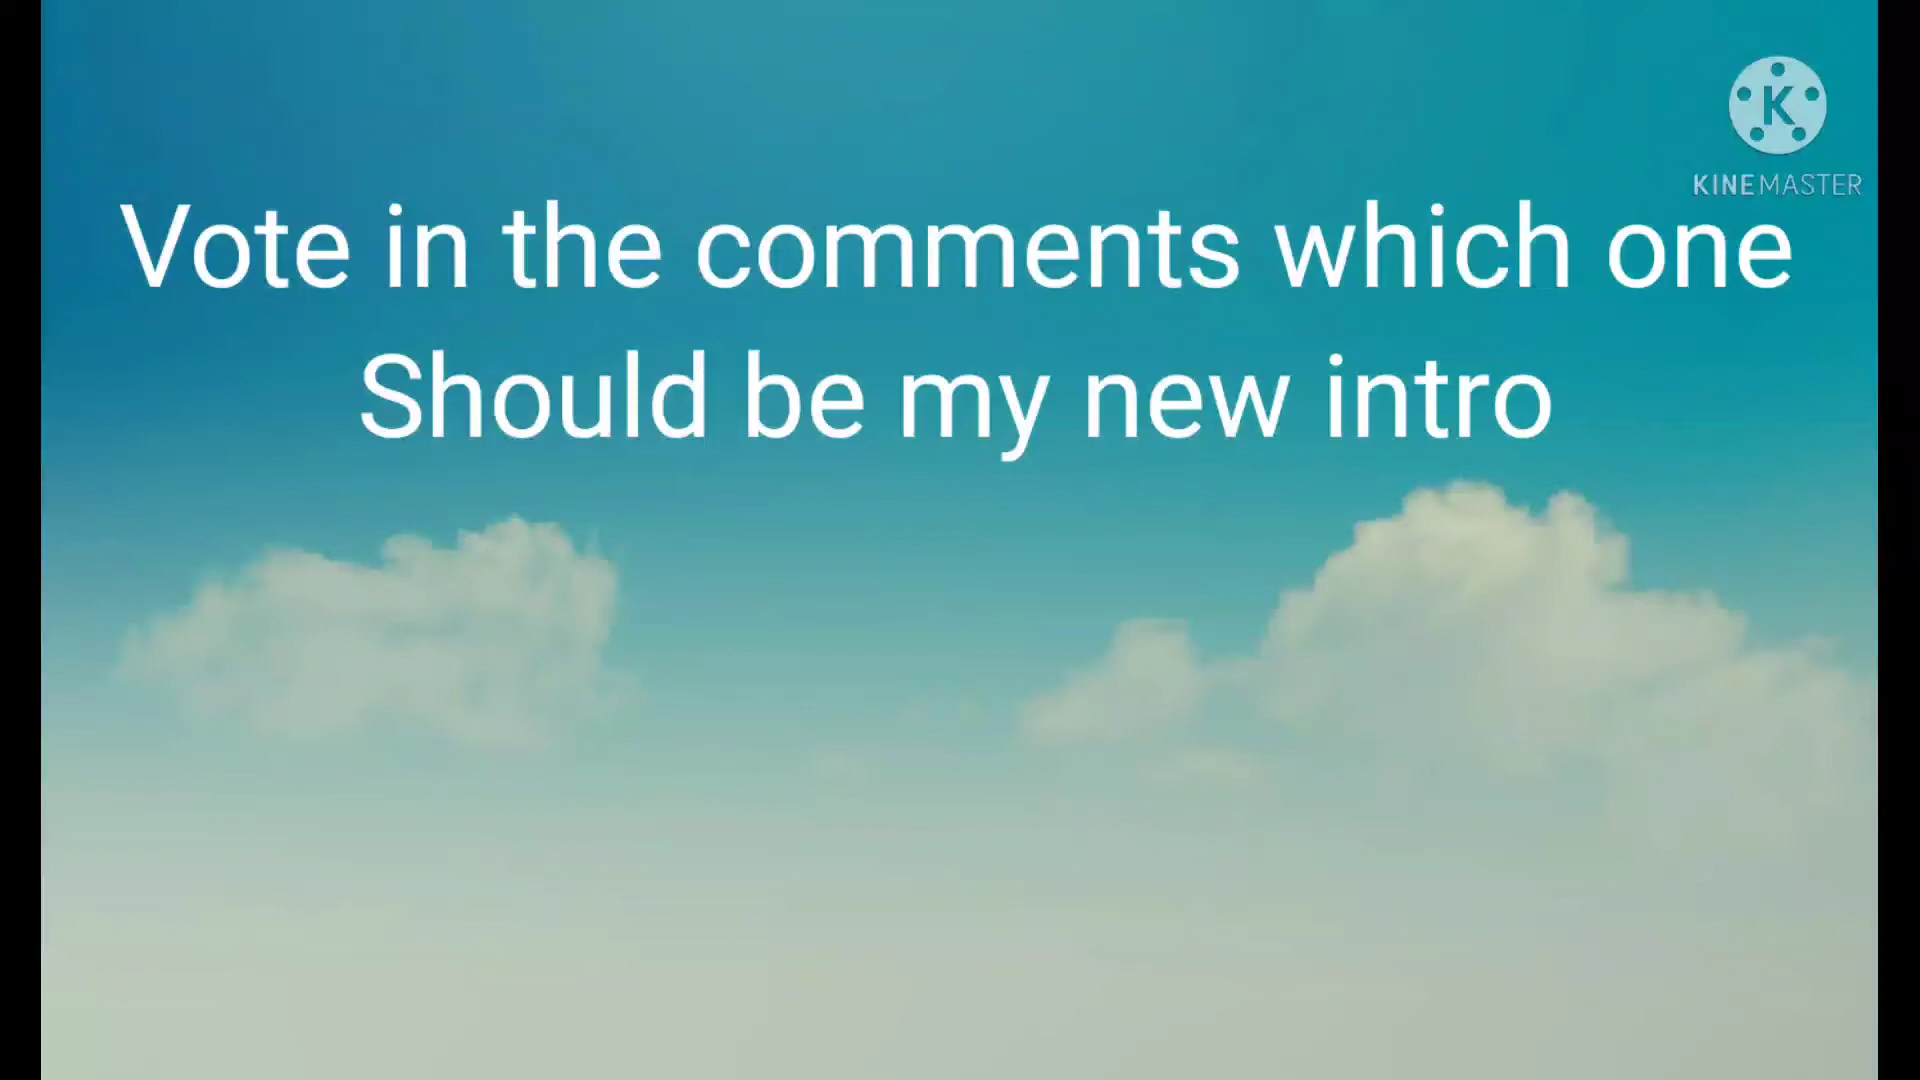 K
KINEMASTER
Vote in the comments which one
Should be my new intro